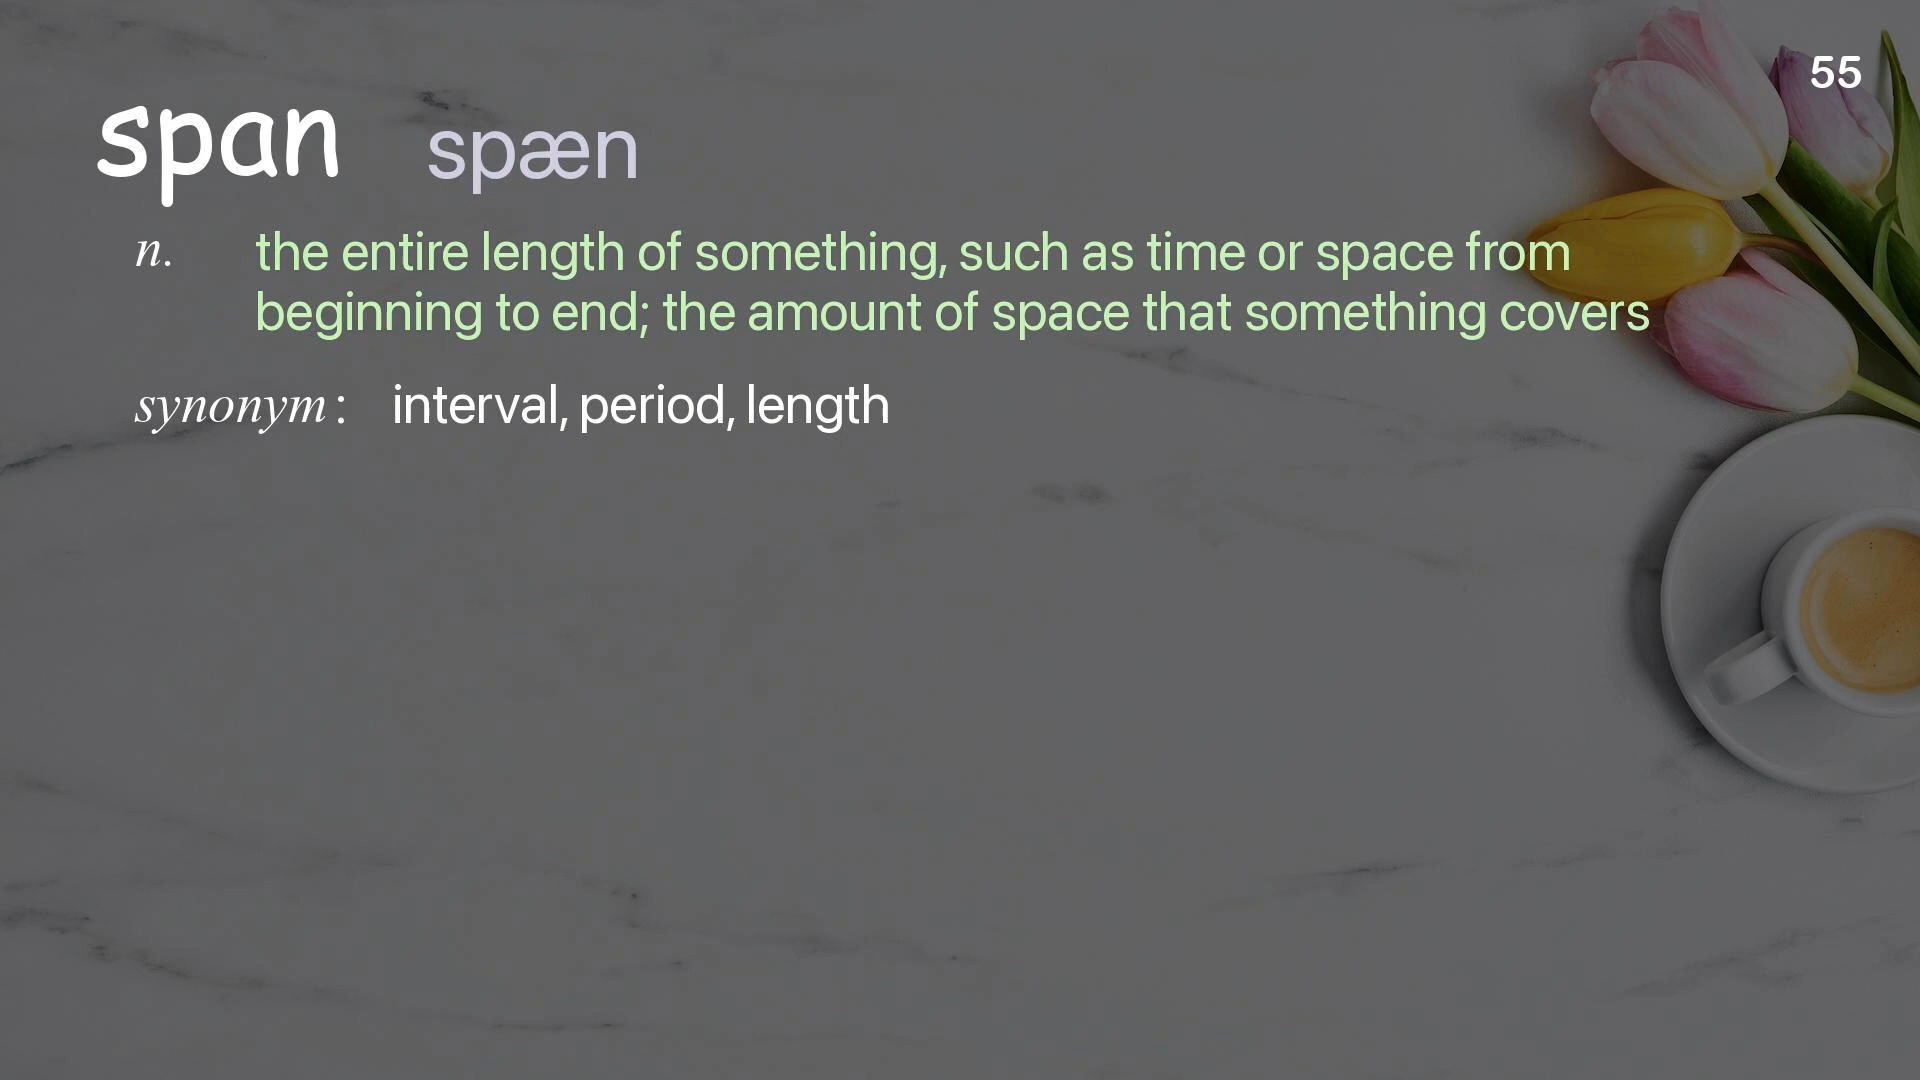 55
span spæn
n. the entire length of something, such as time or space from
beginning to end; the amount of space that something covers
synonym: interval, period, length